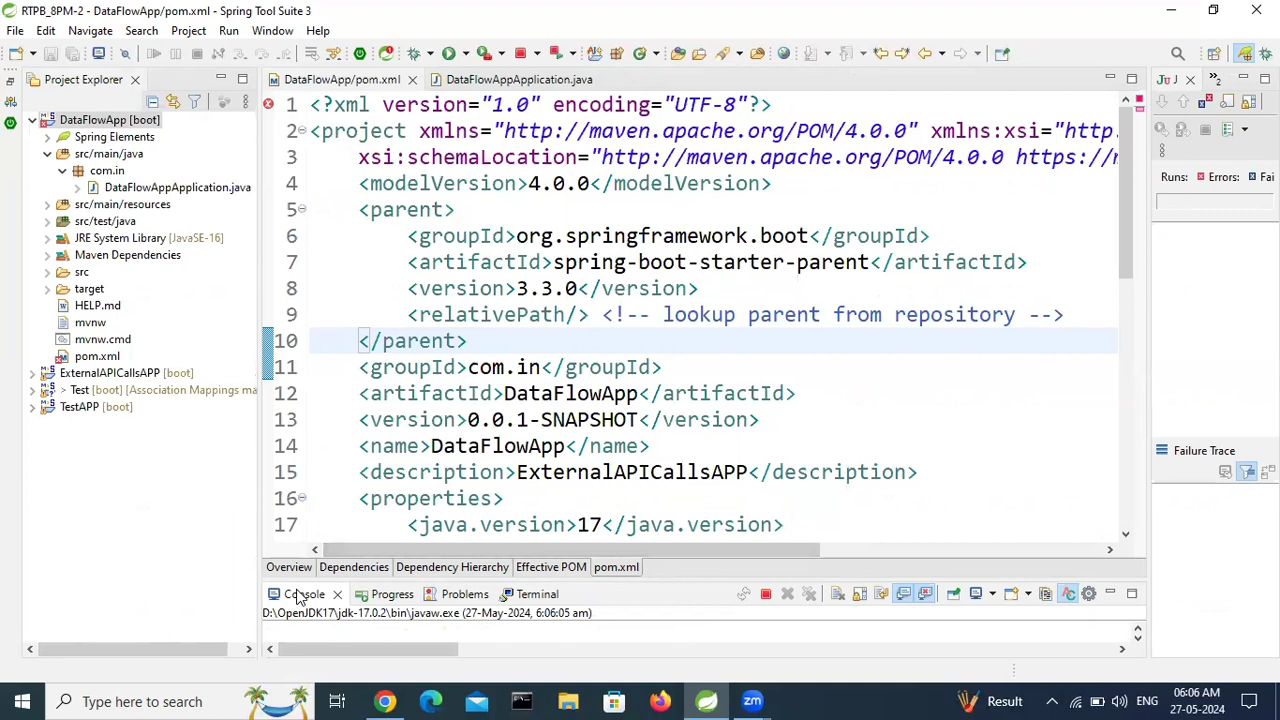 RTPB_8PM-2 - DataFlowApp/pom.xml - Spring Tool Suite 3
File Edit Navigate Search Project Run Window Help
Project Explorer
DataFlowApp/pom.xml
DataFlowAppApplication.java
Ju J
DataFlowApp [boot]
Spring Elements
src/main/java
com.in
DataFlowAppApplication.java
src/main/resources
src/test/java
JRE System Library [JavaSE-16]
Maven Dependencies
src
target
HELP.md
mvnw
mvnw.cmd
pom.xml
ExternalAPICallsAPP [boot]
> Test [boot] [Association Mappings ma
TestAPP [boot]
1 <?xml version="1.0" encoding="UTF-8"?>
2 <project xmlns="http://maven.apache.org/POM/4.0.0" xmlns:xsi="http
3 xsi:schemaLocation="http://maven.apache.org/POM/4.0.0 https://m
4 <modelVersion>4.0.0</modelVersion>
5 <parent>
6 <groupId>org.springframework.boot</groupId>
7 <artifactId>spring-boot-starter-parent</artifactId>
8 <version>3.3.0</version>
9 <relativePath/> <!-- lookup parent from repository -->
10 </parent>
11 <groupId>com.in</groupId>
12 <artifactId>DataFlowApp</artifactId>
13 <version>0.0.1-SNAPSHOT</version>
14 <name>DataFlowApp</name>
15 <description>ExternalAPICallsAPP</description>
16 <properties>
17 <java.version>17</java.version>
Runs: Errors: Fai
Failure Trace
Overview Dependencies Dependency Hierarchy Effective POM pom.xml
Console Progress Problems Terminal
D:\OpenJDK17\jdk-17.0.2\bin\javaw.exe (27-May-2024, 6:06:05 am)
Type here to search
Result
ENG
06:06 AM
27-05-2024